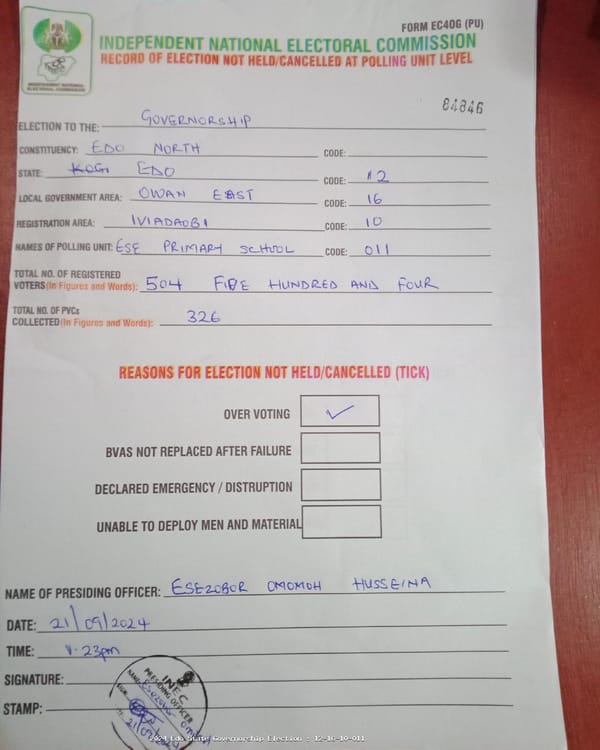 FORM EC40G (PU)
INDEPENDENT NATIONAL ELECTORAL COMMISSION
RECORD OF ELECTION NOT HELD/CANCELLED AT POLLING UNIT LEVEL
INDEPENDENT NATIONAL
ELECTORAL COMMISSION
84846
ELECTION TO THE: GOVERNORSHIP
CONSTITUENCY: EDO NORTH CODE:
STATE: KOGI EDO CODE: 12
LOCAL GOVERNMENT AREA: OWAN EAST CODE: 16
REGISTRATION AREA: IVIADAOBI CODE: 10
NAMES OF POLLING UNIT: ESE PRIMARY SCHOOL CODE: 011
TOTAL NO. OF REGISTERED
VOTERS (In Figures and Words): 504 FIVE HUNDRED AND FOUR
TOTAL NO. OF PVCs
COLLECTED (In Figures and Words): 326
REASONS FOR ELECTION NOT HELD/CANCELLED (TICK)
OVER VOTING ✓
BVAS NOT REPLACED AFTER FAILURE
DECLARED EMERGENCY / DISTRUPTION
UNABLE TO DEPLOY MEN AND MATERIAL
NAME OF PRESIDING OFFICER: ESEZOBOR OMOMOH HUSSEINA
DATE: 21/09/2024
TIME: 23pm
SIGNATURE:
STAMP:
INEC
PRESIDING OFFICER
21/09/2024
2024 Edo State Governorship Election : 12-16-10-011